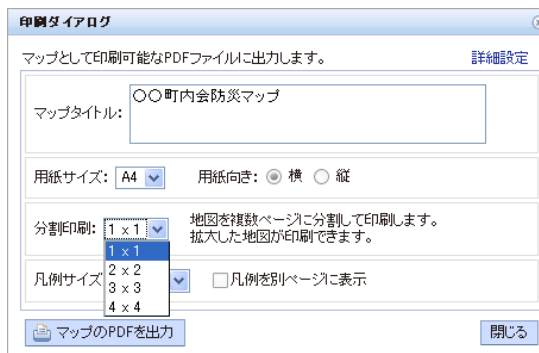 印刷ダイアログ
マップとして印刷可能なPDFファイルに出力します。 詳細設定
マップタイトル: 〇〇町内会防災マップ
用紙サイズ: A4 用紙向き: 横 縦
分割印刷: 1 x 1 地図を複数ページに分割して印刷します。
拡大した地図が印刷できます。
1 x 1
2 x 2
3 x 3
4 x 4
凡例サイズ 凡例を別ページに表示
マップのPDFを出力 閉じる